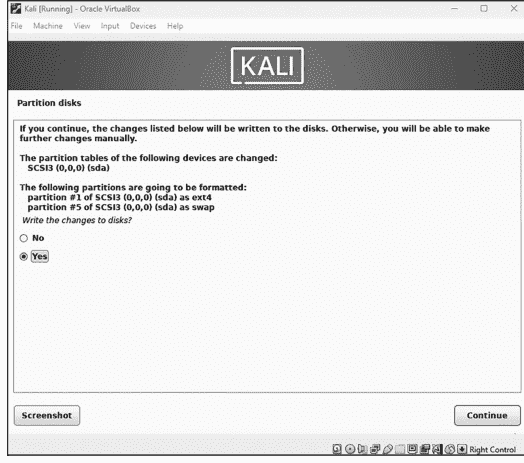 Kali [Running] - Oracle VirtualBox
File Machine View Input Devices Help
KALI
Partition disks
If you continue, the changes listed below will be written to the disks. Otherwise, you will be able to make
further changes manually.
The partition tables of the following devices are changed:
SCSI3 (0,0,0) (sda)
The following partitions are going to be formatted:
partition #1 of SCSI3 (0,0,0) (sda) as ext4
partition #5 of SCSI3 (0,0,0) (sda) as swap
Write the changes to disks?
No
Yes
Screenshot
Continue
Right Control